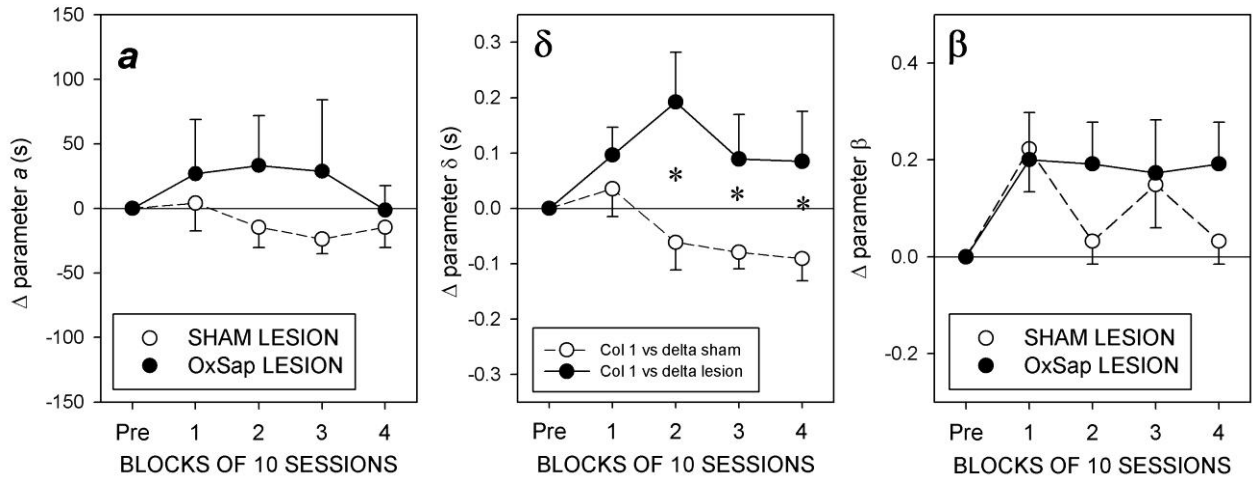 a
150
100
50
0
-50
-100
-150
Δ parameter a (s)
SHAM LESION
OxSap LESION
Pre 1 2 3 4
BLOCKS OF 10 SESSIONS
δ
0.3
0.2
0.1
0.0
-0.1
-0.2
-0.3
Δ parameter δ (s)
* * *
Col 1 vs delta sham
Col 1 vs delta lesion
Pre 1 2 3 4
BLOCKS OF 10 SESSIONS
β
0.4
0.2
0.0
-0.2
Δ parameter β
SHAM LESION
OxSap LESION
Pre 1 2 3 4
BLOCKS OF 10 SESSIONS